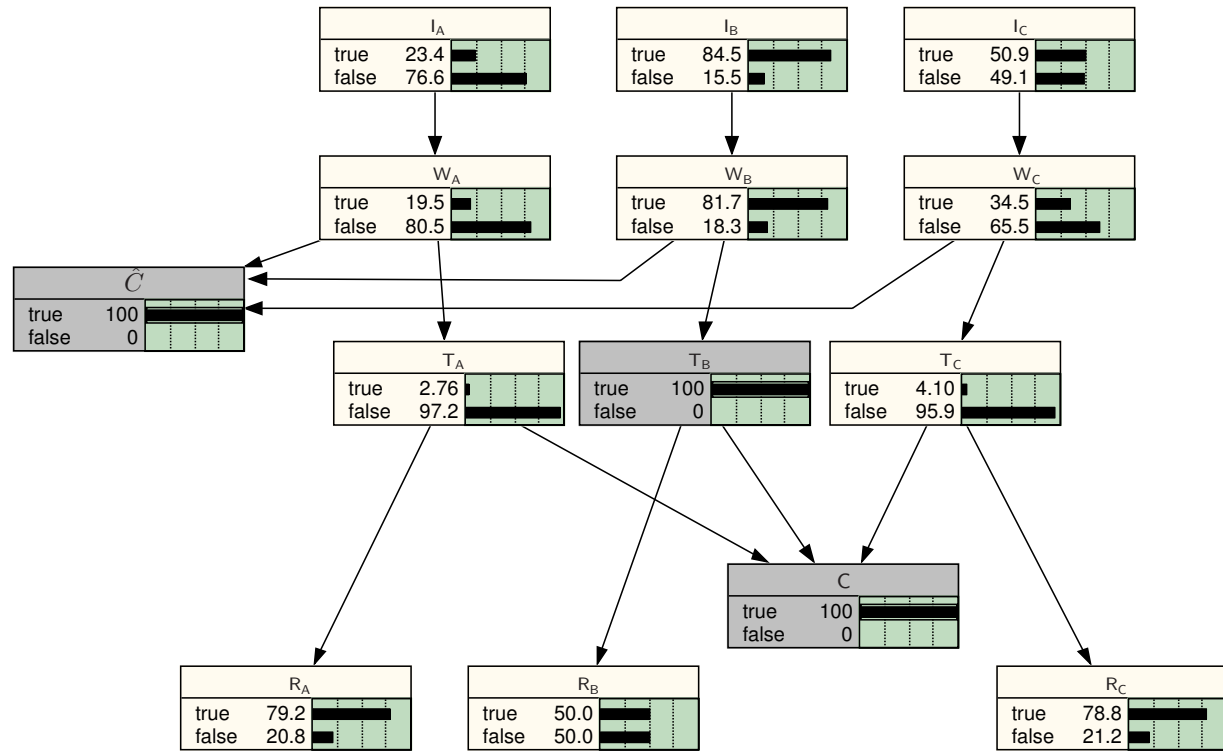 I_A
true 23.4
false 76.6
I_B
true 84.5
false 15.5
I_C
true 50.9
false 49.1
W_A
true 19.5
false 80.5
W_B
true 81.7
false 18.3
W_C
true 34.5
false 65.5
Ĉ
true 100
false 0
T_A
true 2.76
false 97.2
T_B
true 100
false 0
T_C
true 4.10
false 95.9
C
true 100
false 0
R_A
true 79.2
false 20.8
R_B
true 50.0
false 50.0
R_C
true 78.8
false 21.2